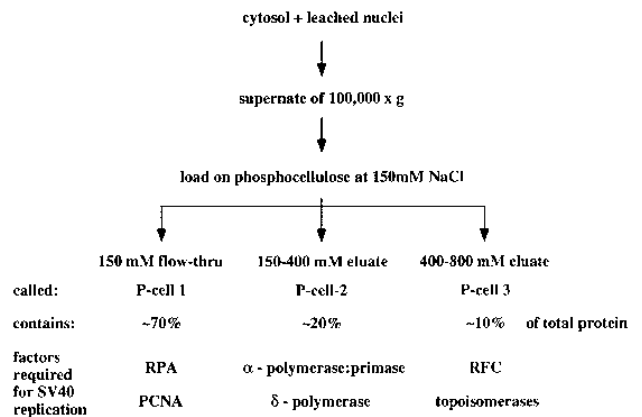 cytosol + leached nuclei
supernate of 100,000 x g
load on phosphocellulose at 150mM NaCl
150 mM flow-thru 150-400 mM eluate 400-800 mM eluate
called: P-cell 1 P-cell-2 P-cell 3
contains: ~70% ~20% ~10% of total protein
factors
required RPA α - polymerase:primase RFC
for SV40
replication PCNA δ - polymerase topoisomerases